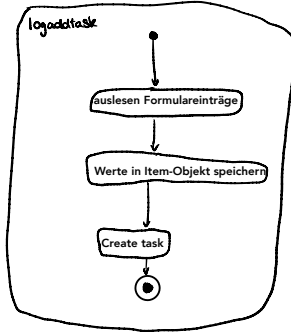 logaddtask
auslesen Formulareinträge
Werte in Item-Objekt speichern
Create task